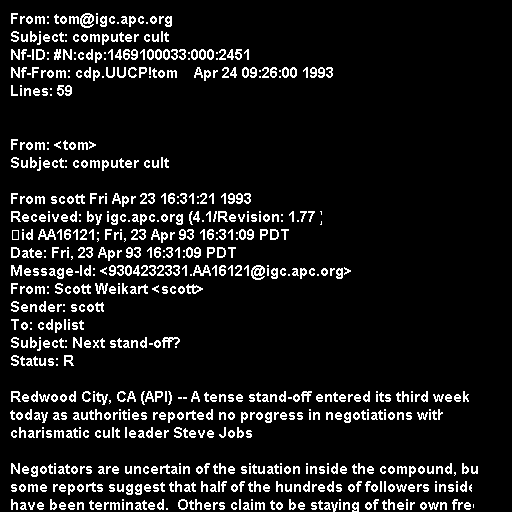 From: tom@igc.apc.org
Subject: computer cult
Nf-ID: #N:cdp:1469100033:000:2451
Nf-From: cdp.UUCP!tom    Apr 24 09:26:00 1993
Lines: 59

From: <tom>
Subject: computer cult

From scott Fri Apr 23 16:31:21 1993
Received: by igc.apc.org (4.1/Revision: 1.77 )
id AA16121; Fri, 23 Apr 93 16:31:09 PDT
Date: Fri, 23 Apr 93 16:31:09 PDT
Message-Id: <9304232331.AA16121@igc.apc.org>
From: Scott Weikart <scott>
Sender: scott
To: cdplist
Subject: Next stand-off?
Status: R

Redwood City, CA (API) -- A tense stand-off entered its third week
today as authorities reported no progress in negotiations with
charismatic cult leader Steve Jobs

Negotiators are uncertain of the situation inside the compound, bu
some reports suggest that half of the hundreds of followers inside
have been terminated.  Others claim to be staying of their own fre